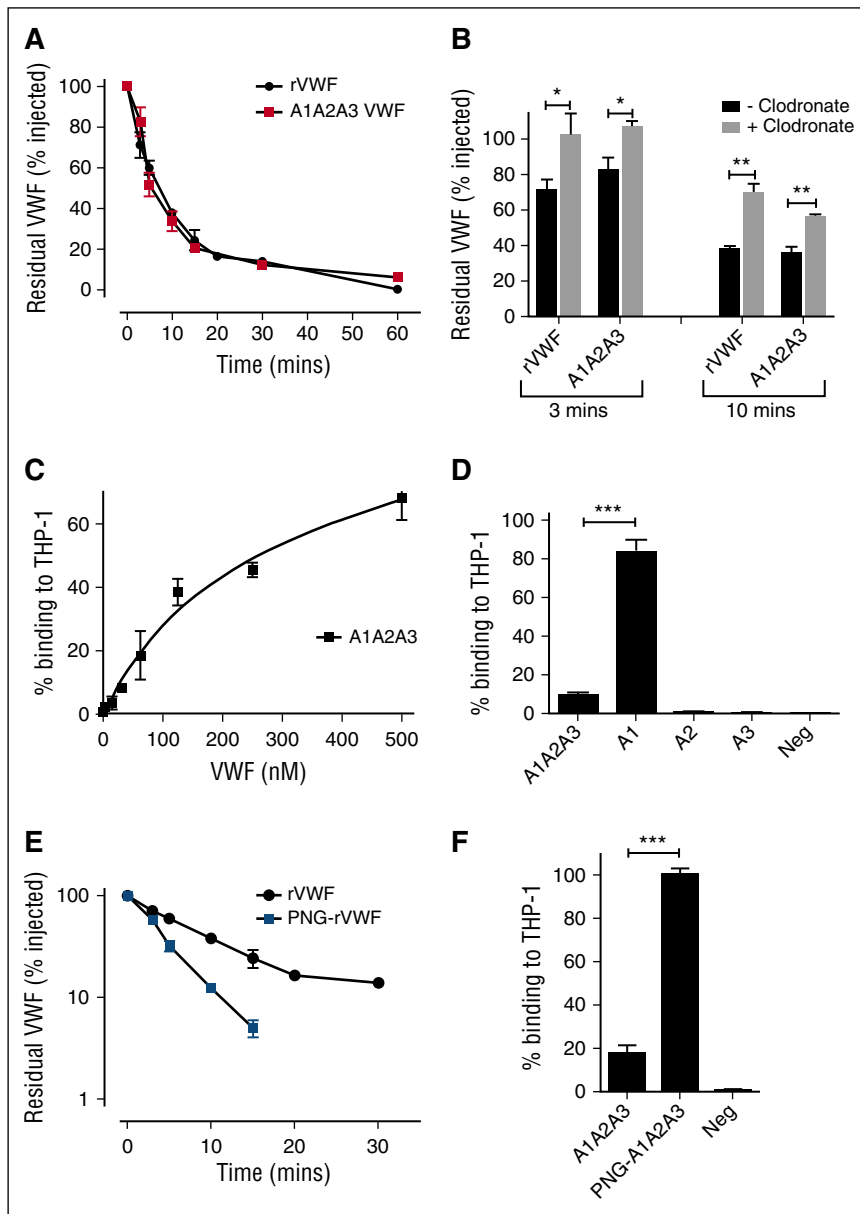 A
Residual VWF (% injected)
100
80
60
40
20
0
rVWF
A1A2A3 VWF
0 10 20 30 40 50 60
Time (mins)
B
Residual VWF (% injected)
120
100
80
60
40
20
0
* * ** **
- Clodronate
+ Clodronate
rVWF A1A2A3 rVWF A1A2A3
3 mins 10 mins
C
% binding to THP-1
60
40
20
0
A1A2A3
0 100 200 300 400 500
VWF (nM)
D
% binding to THP-1
100
80
60
40
20
0
***
A1A2A3 A1 A2 A3 Neg
E
Residual VWF (% injected)
100
10
1
rVWF
PNG-rVWF
0 10 20 30
Time (mins)
F
% binding to THP-1
100
80
60
40
20
0
***
A1A2A3 PNG-A1A2A3 Neg